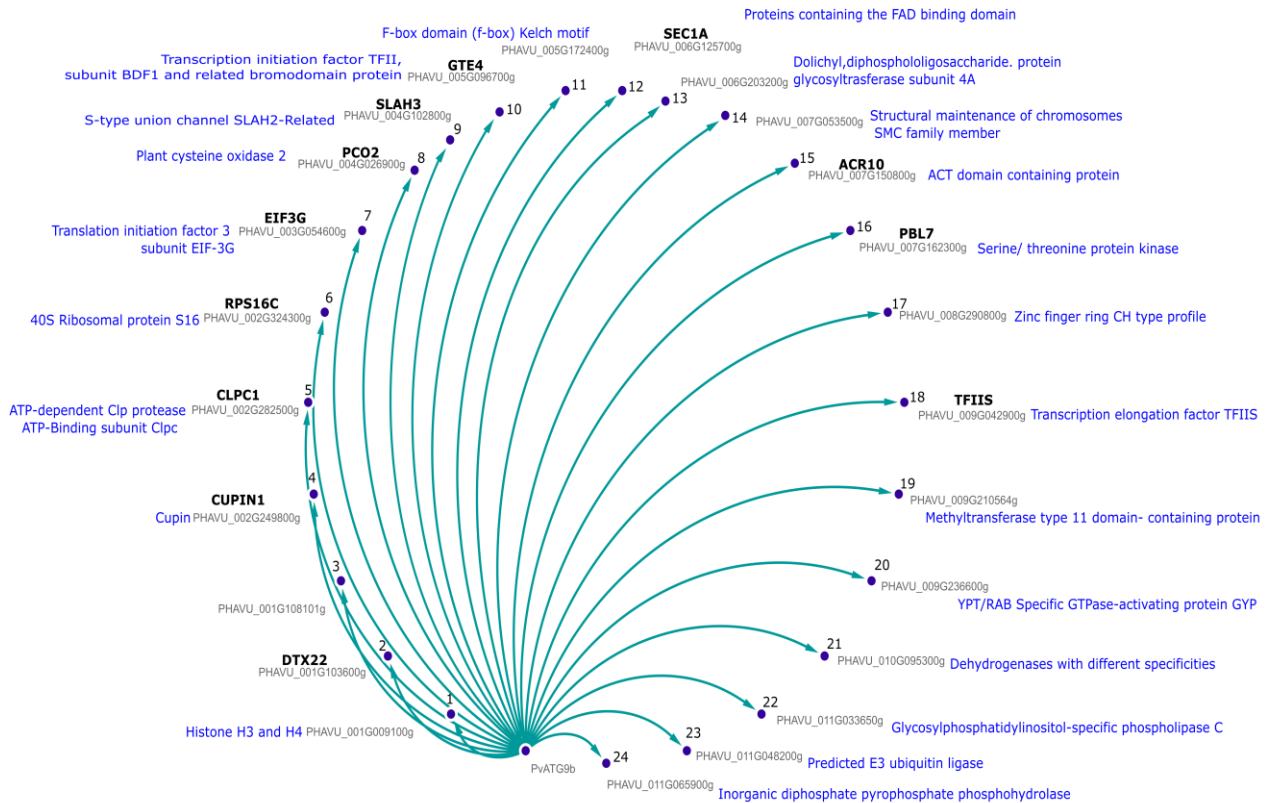 Proteins containing the FAD binding domain
F-box domain (f-box) Kelch motif
SEC1A
PHAVU_005G172400g
PHAVU_006G125700g
Transcription initiation factor TFII,
subunit BDF1 and related bromodomain protein
GTE4
PHAVU_005G096700g
Dolichyl,diphosphololigosaccharide. protein
glycosyltrasferase subunit 4A
PHAVU_006G203200g
11
12
13
SLAH3
PHAVU_004G102800g
10
S-type union channel SLAH2-Related
14
PHAVU_007G053500g
Structural maintenance of chromosomes
SMC family member
9
PCO2
PHAVU_004G026900g
Plant cysteine oxidase 2
8
15
ACR10
PHAVU_007G150800g
ACT domain containing protein
EIF3G
PHAVU_003G054600g
7
Translation initiation factor 3
subunit EIF-3G
16
PBL7
PHAVU_007G162300g
Serine/ threonine protein kinase
RPS16C
6
40S Ribosomal protein S16
PHAVU_002G324300g
17
PHAVU_008G290800g
Zinc finger ring CH type profile
CLPC1
5
ATP-dependent Clp protease
ATP-Binding subunit Clpc
PHAVU_002G282500g
18
TFIIS
PHAVU_009G042900g
Transcription elongation factor TFIIS
4
CUPIN1
Cupin
PHAVU_002G249800g
19
PHAVU_009G210564g
Methyltransferase type 11 domain- containing protein
3
PHAVU_001G108101g
20
PHAVU_009G236600g
YPT/RAB Specific GTPase-activating protein GYP
2
DTX22
PHAVU_001G103600g
21
PHAVU_010G095300g
Dehydrogenases with different specificities
1
Histone H3 and H4
PHAVU_001G009100g
22
PHAVU_011G033650g
Glycosylphosphatidylinositol-specific phospholipase C
23
PHAVU_011G048200g
Predicted E3 ubiquitin ligase
24
PvATG9b
PHAVU_011G065900g
Inorganic diphosphate pyrophosphate phosphohydrolase